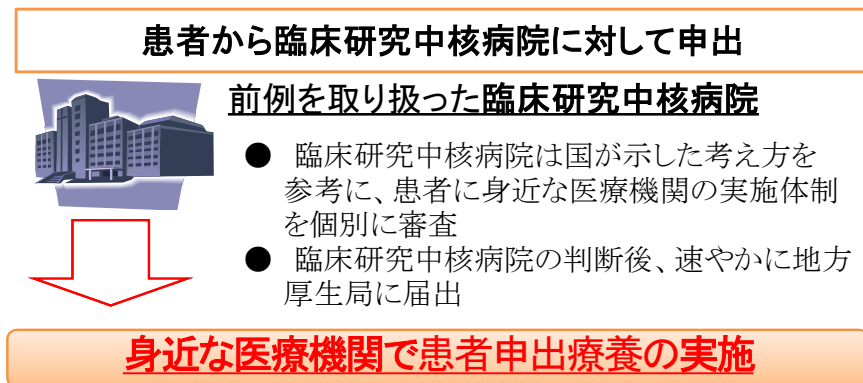 患者から臨床研究中核病院に対して申出
前例を取り扱った臨床研究中核病院
● 臨床研究中核病院は国が示した考え方を
参考に、患者に身近な医療機関の実施体制
を個別に審査
● 臨床研究中核病院の判断後、速やかに地方
厚生局に届出
身近な医療機関で患者申出療養の実施